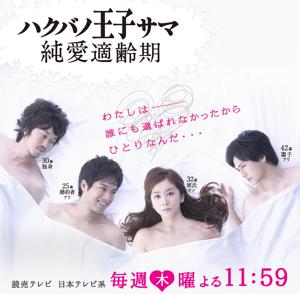 ハクバノ王子サマ
純愛適齢期
わたしは———
誰にも選ばれなかったから
ひとりなんだ・・・
30歳
独身
25歳
婚約者
アリ
32歳
彼氏
ナシ
42歳
妻子
アリ
読売テレビ 日本テレビ系 毎週木曜よる11:59